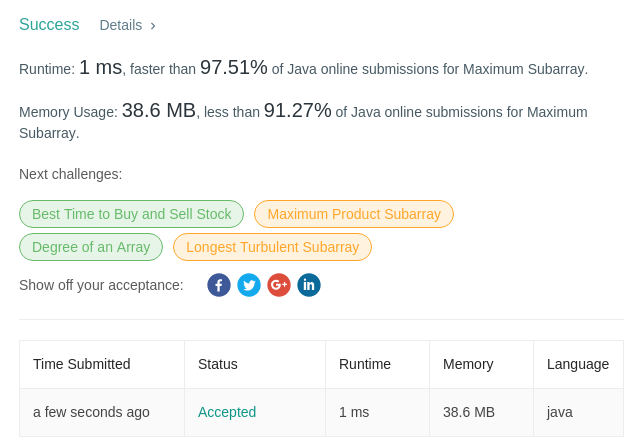 Success Details ›
Runtime: 1 ms, faster than 97.51% of Java online submissions for Maximum Subarray.
Memory Usage: 38.6 MB, less than 91.27% of Java online submissions for Maximum
Subarray.
Next challenges:
Best Time to Buy and Sell Stock Maximum Product Subarray
Degree of an Array Longest Turbulent Subarray
Show off your acceptance: f G+ in
Time Submitted Status Runtime Memory Language
a few seconds ago Accepted 1 ms 38.6 MB java